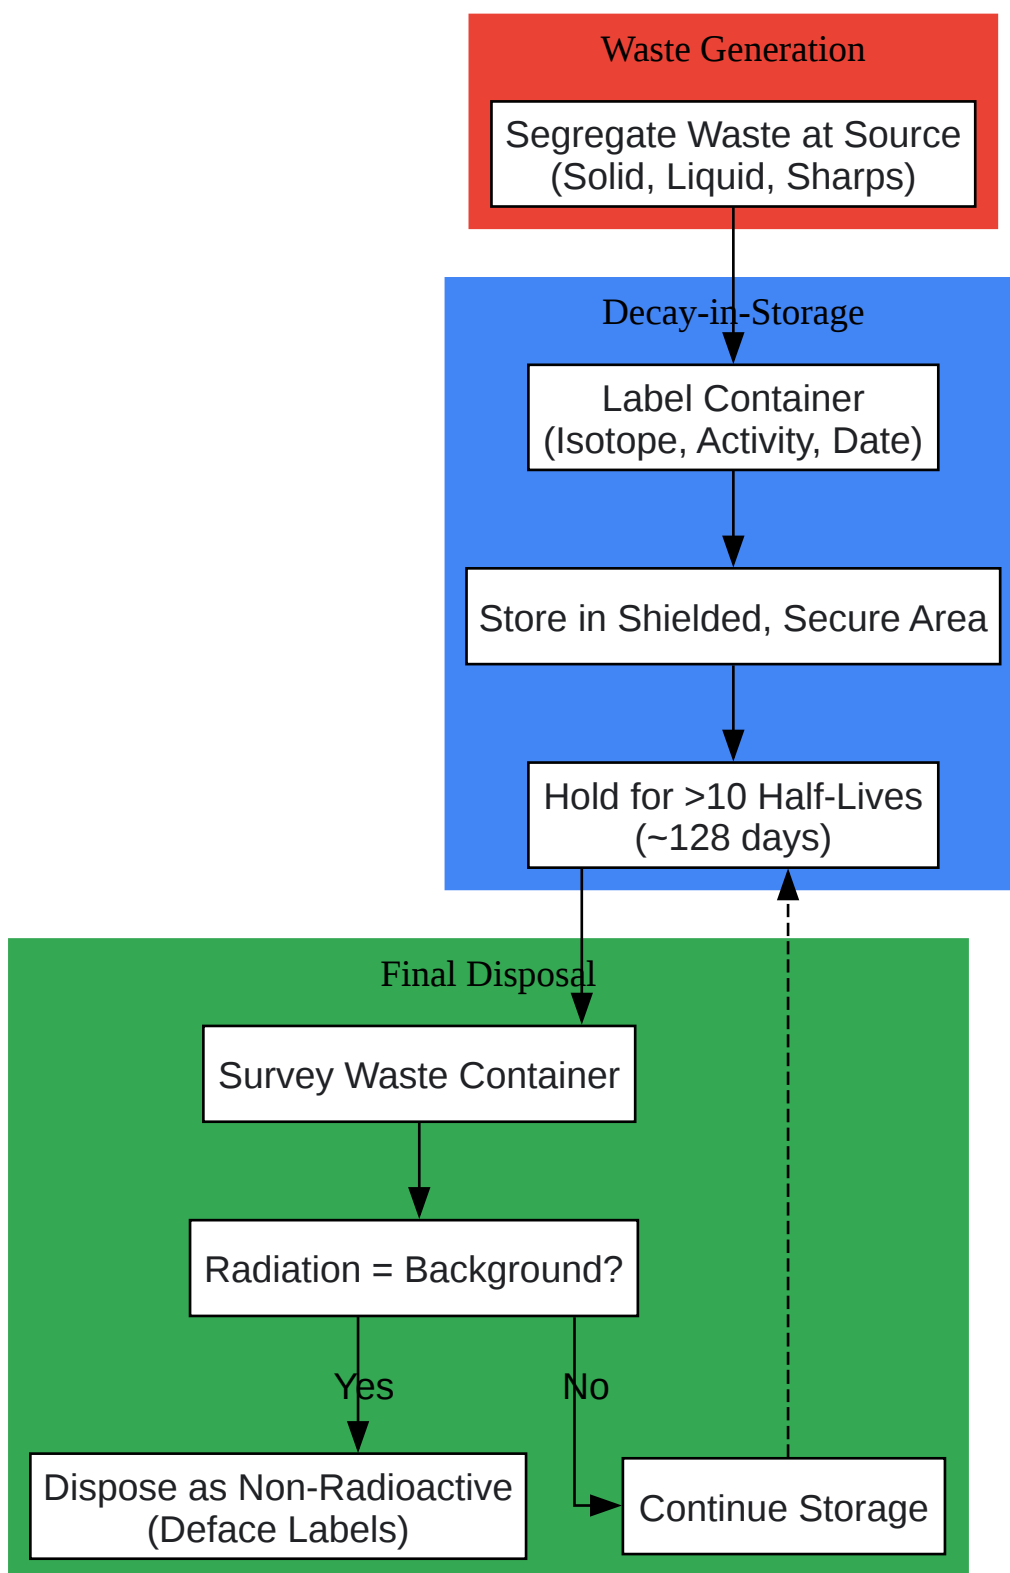 Waste Generation
Segregate Waste at Source
(Solid, Liquid, Sharps)
Decay-in-Storage
Label Container
(Isotope, Activity, Date)
Store in Shielded, Secure Area
Hold for >10 Half-Lives
(~128 days)
Final Disposal
Survey Waste Container
Radiation = Background?
Yes
No
Dispose as Non-Radioactive
(Deface Labels)
Continue Storage